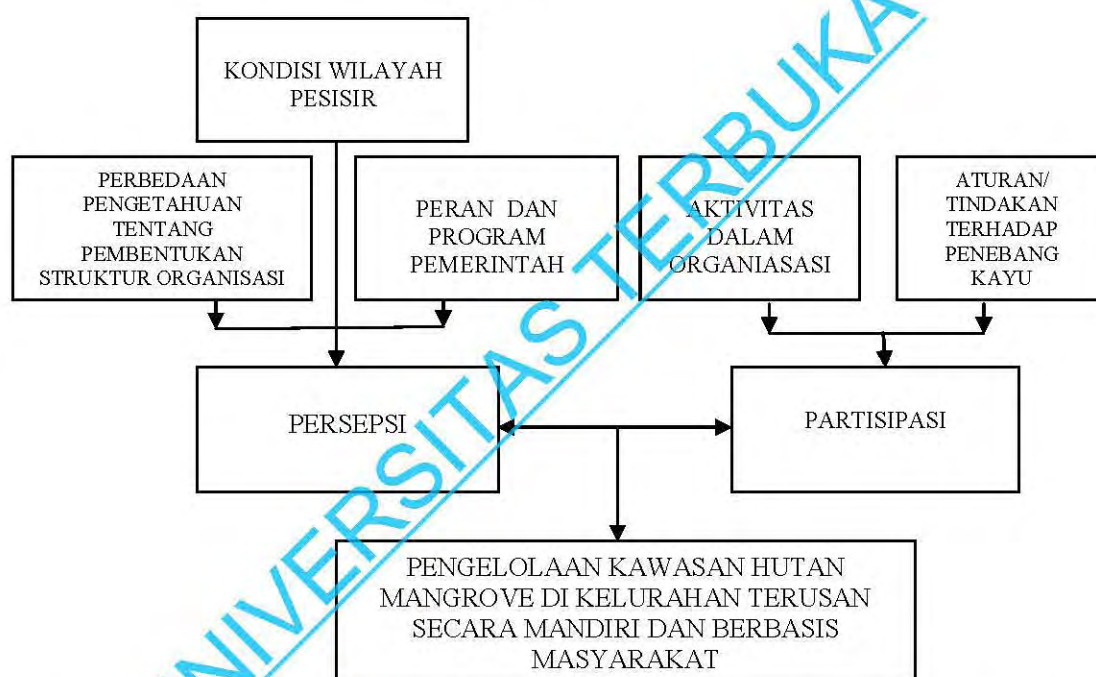 KONDISI WILAYAH
PESISIR
PERBEDAAN
PENGETAHUAN
TENTANG
PEMBENTUKAN
STRUKTUR ORGANISASI
PERAN DAN
PROGRAM
PEMERINTAH
AKTIVITAS
DALAM
ORGANIASASI
ATURAN/
TINDAKAN
TERHADAP
PENEBANG
KAYU
PERSEPSI
PARTISIPASI
PENGELOLAAN KAWASAN HUTAN
MANGROVE DI KELURAHAN TERUSAN
SECARA MANDIRI DAN BERBASIS
MASYARAKAT
UNIVERSITAS TERBUKA